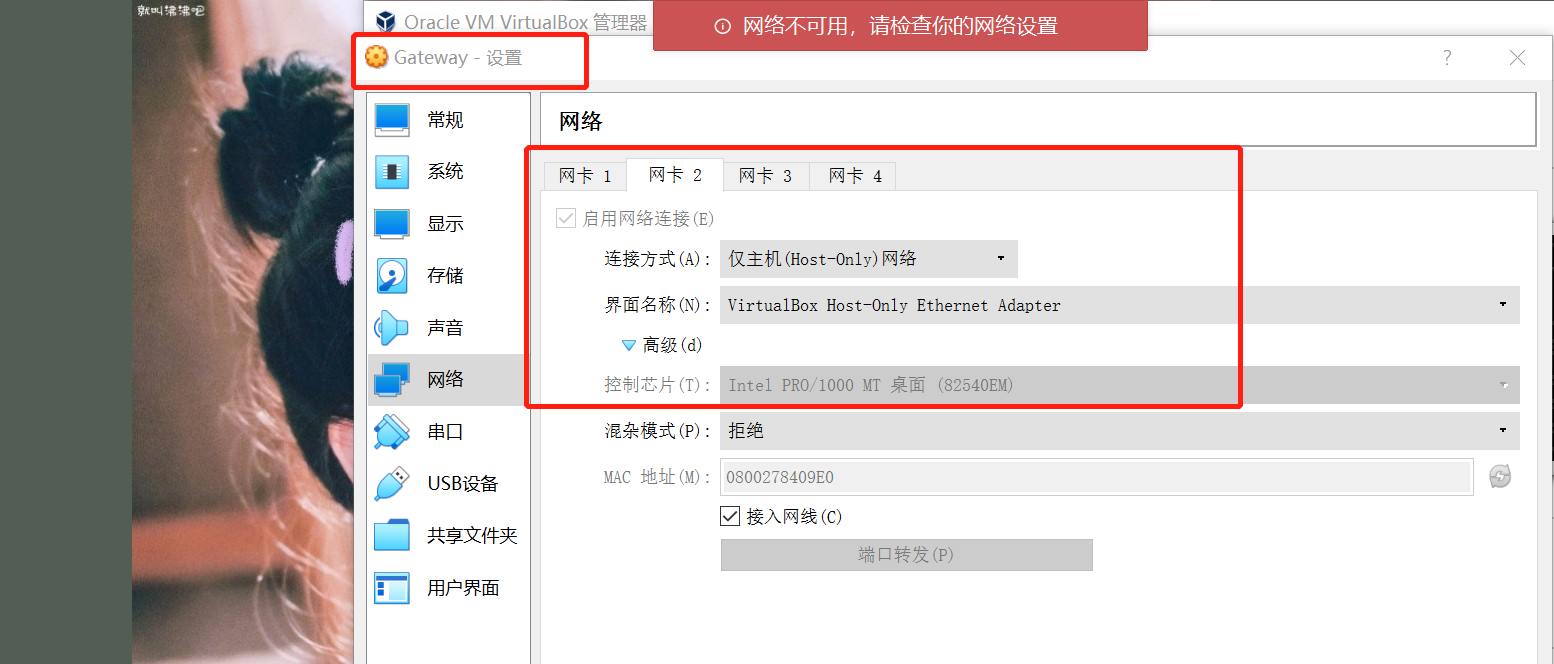 就叫沸沸吧
Oracle VM VirtualBox 管理器
网络不可用，请检查你的网络设置
Gateway - 设置
?
常规
系统
显示
存储
声音
网络
串口
USB设备
共享文件夹
用户界面
网络
网卡 1 网卡 2 网卡 3 网卡 4
启用网络连接(E)
连接方式(A): 仅主机(Host-Only)网络
界面名称(N): VirtualBox Host-Only Ethernet Adapter
高级(d)
控制芯片(T): Intel PRO/1000 MT 桌面 (82540EM)
混杂模式(P): 拒绝
MAC 地址(M): 0800278409E0
接入网线(C)
端口转发(P)